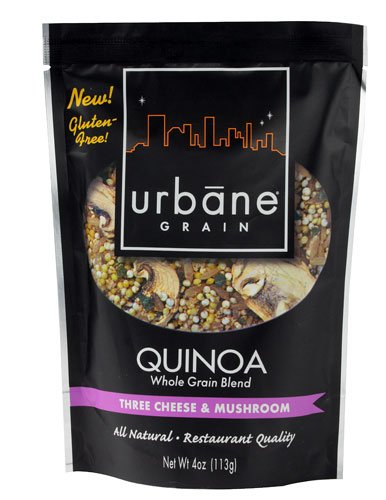 New!
Gluten-
Free!
urbāne®
GRAIN
QUINOA
Whole Grain Blend
THREE CHEESE & MUSHROOM
All Natural • Restaurant Quality
Net Wt 4oz (113g)